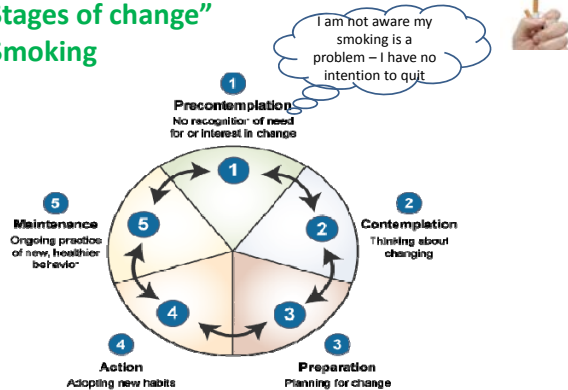 Stages of change”
Smoking
I am not aware my
smoking is a
problem – I have no
intention to quit
1
Precontemplation
No recognition of need
for or interest in change
1
5
Maintenance
Ongoing practice
of new, healthier
behavior
5
2
2
Contemplation
Thinking about
changing
4
3
4
Action
Adopting new habits
3
Preparation
Planning for change